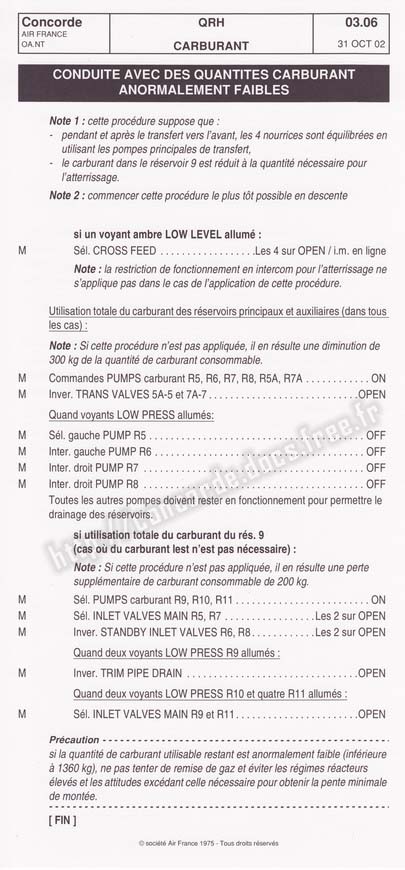 Concorde
AIR FRANCE
OA.NT
QRH
CARBURANT
03.06
31 OCT 02
CONDUITE AVEC DES QUANTITES CARBURANT
ANORMALEMENT FAIBLES
Note 1 : cette procédure suppose que :
- pendant et après le transfert vers l'avant, les 4 nourrices sont équilibrées en
utilisant les pompes principales de transfert,
- le carburant dans le réservoir 9 est réduit à la quantité nécessaire pour
l'atterrissage.
Note 2 : commencer cette procédure le plus tôt possible en descente
si un voyant ambre LOW LEVEL allumé :
M Sél. CROSS FEED . . . . . . . . . . . . . . . . . . Les 4 sur OPEN / i.m. en ligne
Note : la restriction de fonctionnement en intercom pour l'atterrissage ne
s'applique pas dans le cas de l'application de cette procédure.
Utilisation totale du carburant des réservoirs principaux et auxiliaires (dans tous
les cas) :
Note : Si cette procédure n'est pas appliquée, il en résulte une diminution de
300 kg de la quantité de carburant consommable.
M Commandes PUMPS carburant R5, R6, R7, R8, R5A, R7A . . . . . . . . . . . . ON
M Inver. TRANS VALVES 5A-5 et 7A-7. . . . . . . . . . . . . . . . . . . . . . . OPEN
Quand voyants LOW PRESS allumés:
M Sél. gauche PUMP R5 . . . . . . . . . . . . . . . . . . . . . . . . . . . . . . OFF
M Inter. gauche PUMP R6 . . . . . . . . . . . . . . . . . . . . . . . . . . . . . OFF
M Inter. droit PUMP R7 . . . . . . . . . . . . . . . . . . . . . . . . . . . . . . OFF
M Inter. droit PUMP R8 . . . . . . . . . . . . . . . . . . . . . . . . . . . . . . OFF
Toutes les autres pompes doivent rester en fonctionnement pour permettre le
drainage des réservoirs.
si utilisation totale du carburant du rés. 9
(cas où du carburant lest n'est pas nécessaire) :
Note : Si cette procédure n'est pas appliquée, il en résulte une perte
supplémentaire de carburant consommable de 200 kg.
M Sél. PUMPS carburant R9, R10, R11 . . . . . . . . . . . . . . . . . . . . . . ON
M Sél. INLET VALVES MAIN R5, R7 . . . . . . . . . . . . . . . . Les 2 sur OPEN
M Inver. STANDBY INLET VALVES R6, R8. . . . . . . . . . . . Les 2 sur OPEN
Quand deux voyants LOW PRESS R9 allumés :
M Inver. TRIM PIPE DRAIN . . . . . . . . . . . . . . . . . . . . . . . . . . . . OPEN
Quand deux voyants LOW PRESS R10 et quatre R11 allumés :
M Sél. INLET VALVES MAIN R9 et R11. . . . . . . . . . . . . . . . . . . . . . OPEN
Précaution - - - - - - - - - - - - - - - - - - - - - - - - - - - - - -
si la quantité de carburant utilisable restant est anormalement faible (inférieure
à 1360 kg), ne pas tenter de remise de gaz et éviter les régimes réacteurs
élevés et les attitudes excédant celle nécessaire pour obtenir la pente minimale
de montée.
[ FIN ]
© société Air France 1975 - Tous droits réservés
http://concorde.docs.free.fr